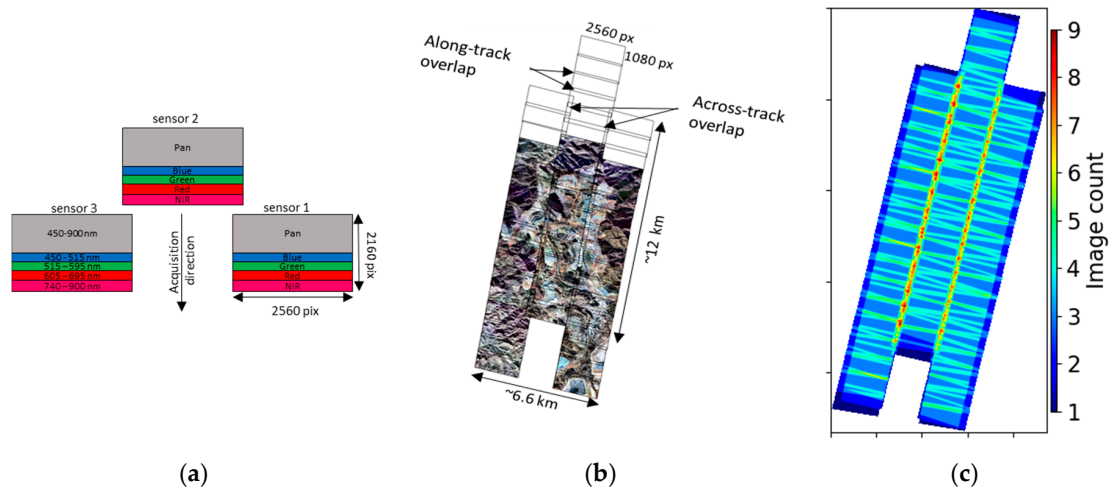 sensor 2
Pan
Blue
Green
Red
NIR
sensor 3
450-900 nm
450-515 nm
515–595 nm
605–695 nm
740–900 nm
sensor 1
Pan
Blue
Green
Red
NIR
2160 pix
2560 pix
Acquisition
direction
(a)
2560 px
1080 px
Along-track
overlap
Across-track
overlap
~12 km
~6.6 km
(b)
9
8
7
6
5
4
3
2
1
Image count
(c)